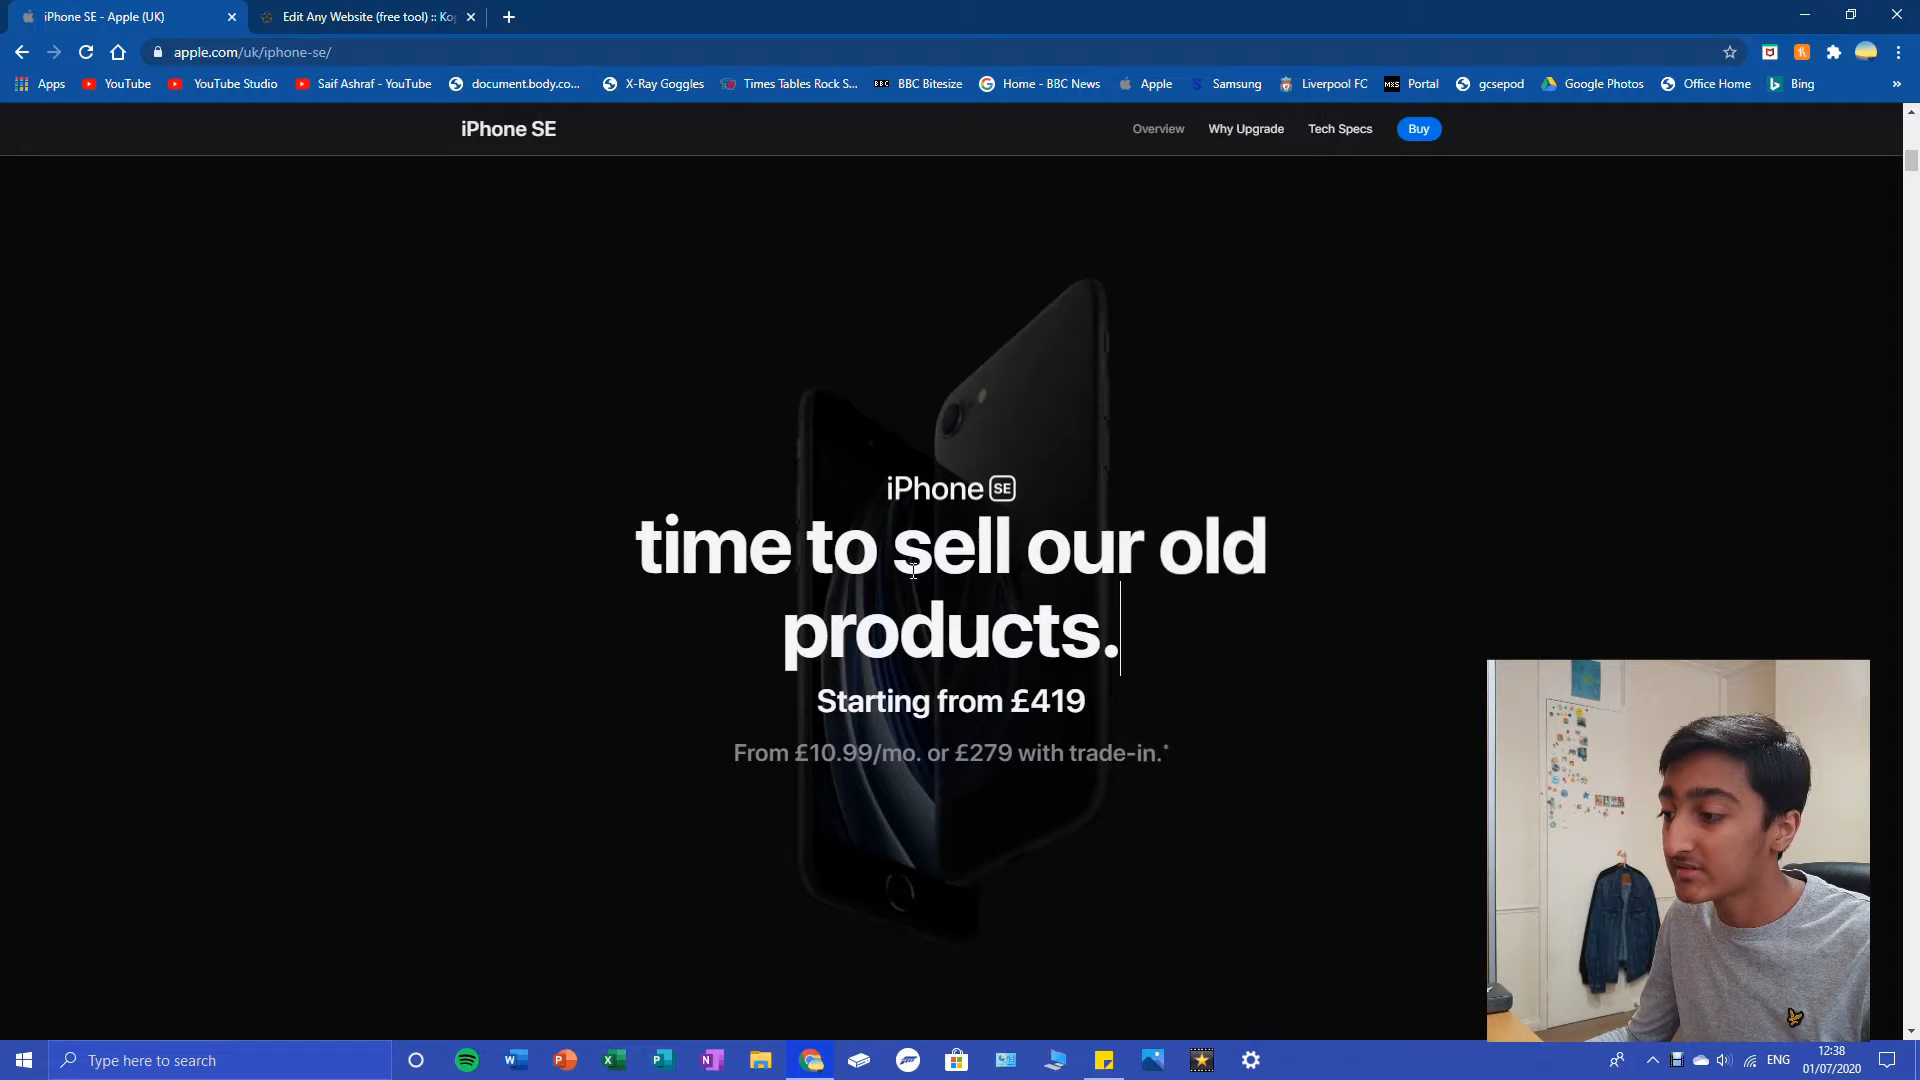 iPhone SE - Apple (UK)
Edit Any Website (free tool) :: Ko
apple.com/uk/iphone-se/
Apps
YouTube
YouTube Studio
Saif Ashraf - YouTube
document.body.co...
X-Ray Goggles
Times Tables Rock S...
BBC Bitesize
Home - BBC News
Apple
Samsung
Liverpool FC
Portal
gcsepod
Google Photos
Office Home
Bing
iPhone SE
Overview
Why Upgrade
Tech Specs
Buy
iPhone SE
time to sell our old
products.
Starting from £419
From £10.99/mo. or £279 with trade-in.*
Type here to search
ENG
12:38
01/07/2020